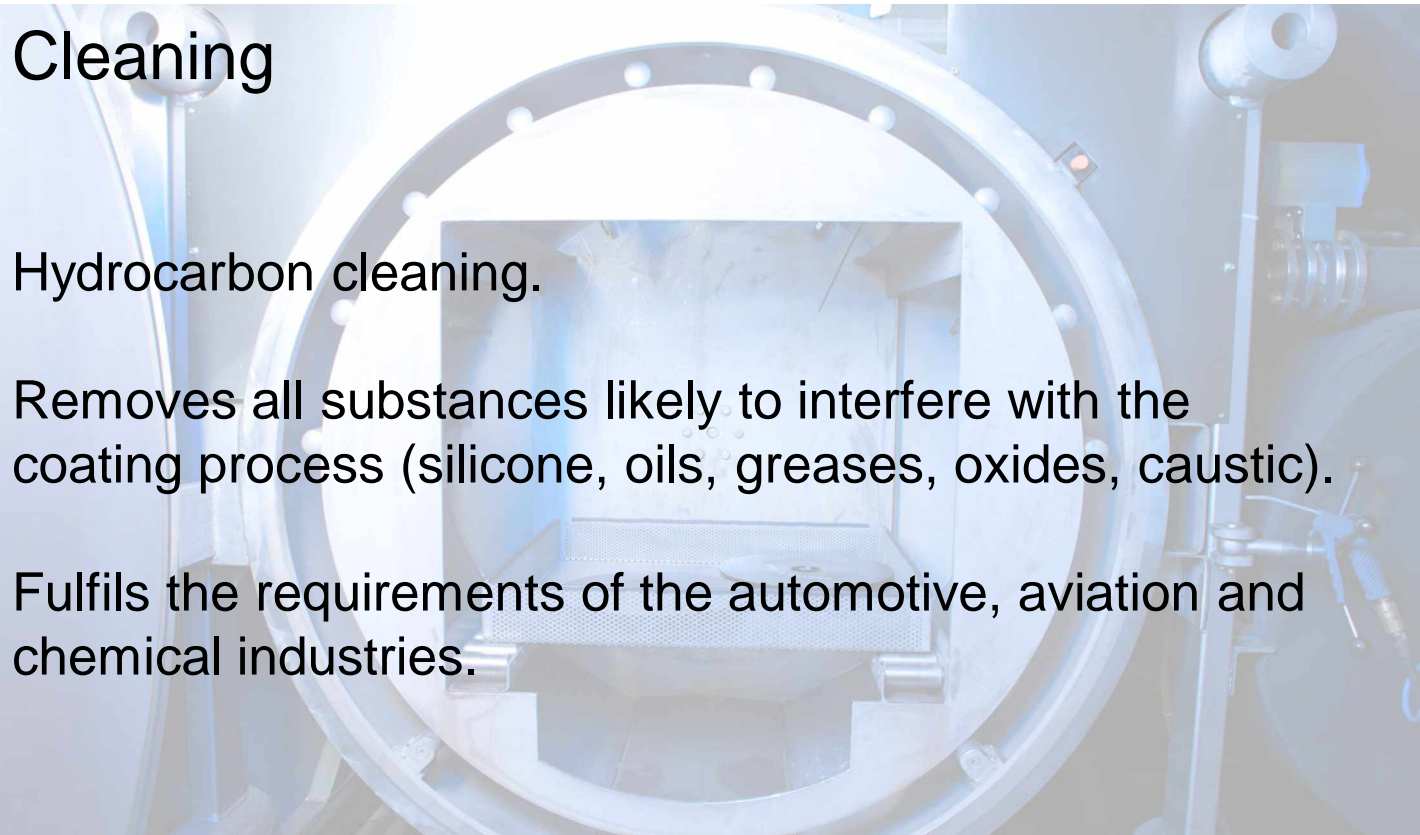 Cleaning
Hydrocarbon cleaning.
Removes all substances likely to interfere with the
coating process (silicone, oils, greases, oxides, caustic).
Fulfils the requirements of the automotive, aviation and
chemical industries.